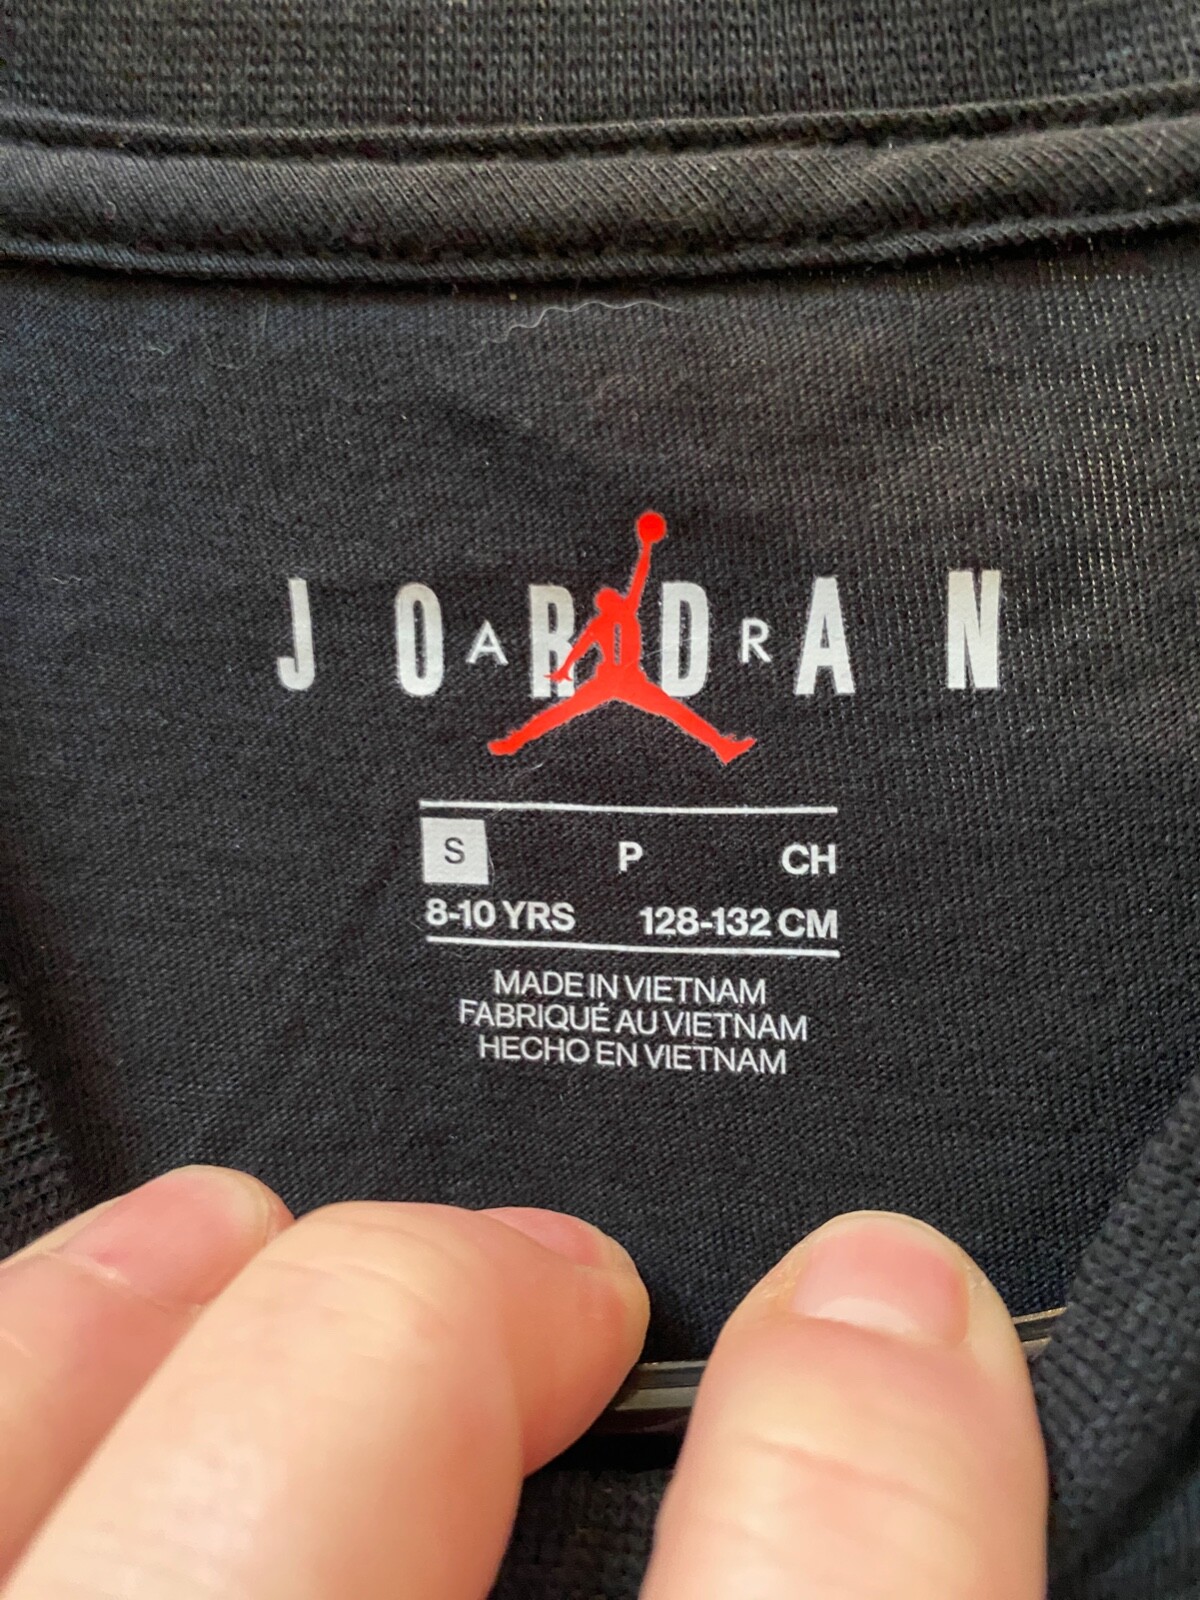 JORDAN
AIR
S P CH
8-10 YRS 128-132 CM
MADE IN VIETNAM
FABRIQUÉ AU VIETNAM
HECHO EN VIETNAM